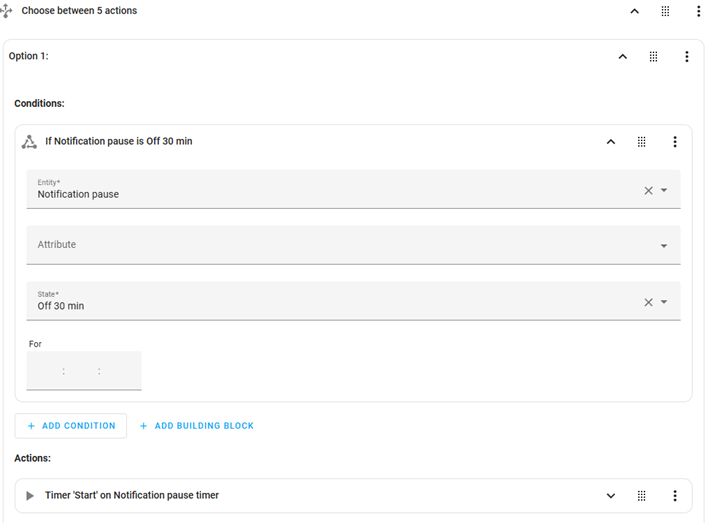 Choose between 5 actions
Option 1:
Conditions:
If Notification pause is Off 30 min
Entity*
Notification pause
Attribute
State*
Off 30 min
For
: :
+ ADD CONDITION + ADD BUILDING BLOCK
Actions:
Timer 'Start' on Notification pause timer